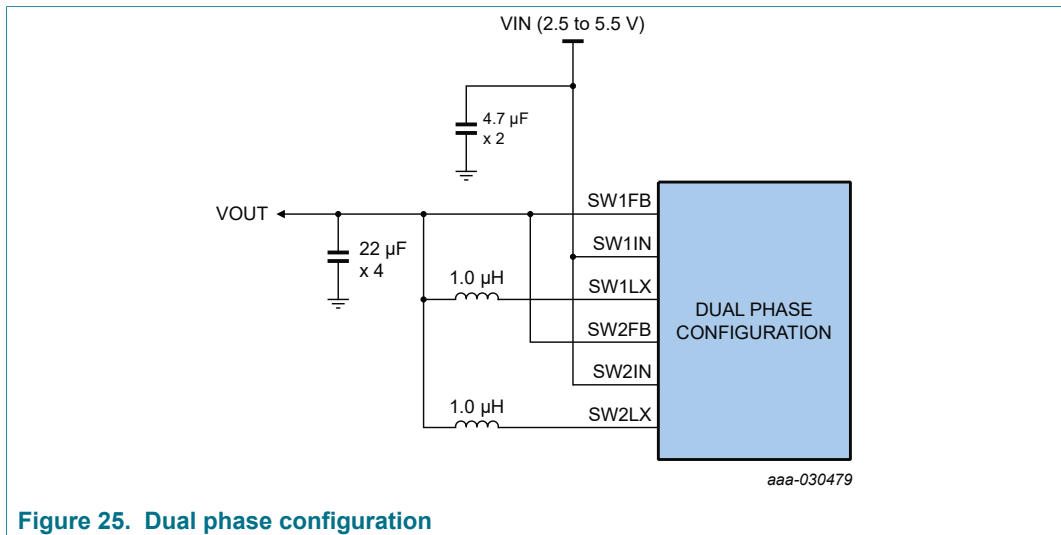 VIN (2.5 to 5.5 V)
4.7 µF
x 2
VOUT
22 µF
x 4
1.0 µH
1.0 µH
SW1FB
SW1IN
SW1LX
SW2FB
SW2IN
SW2LX
DUAL PHASE
CONFIGURATION
aaa-030479
Figure 25. Dual phase configuration